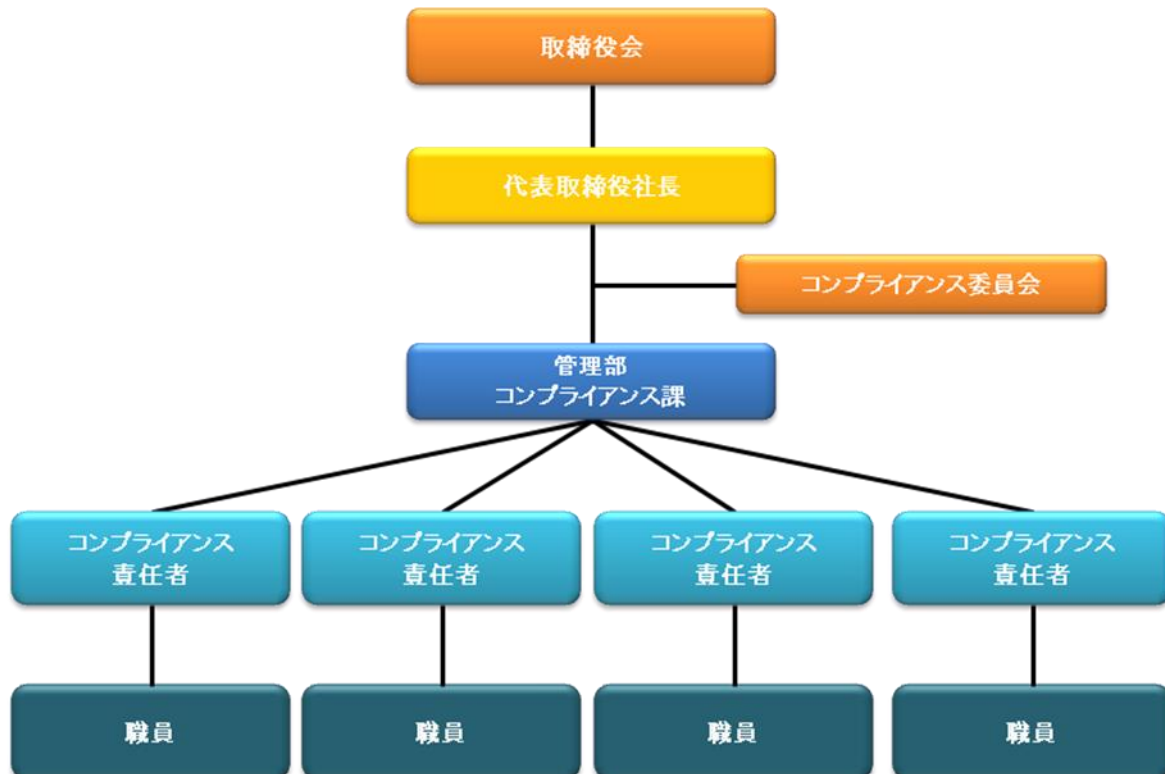 取締役会
代表取締役社長
コンプライアンス委員会
管理部
コンプライアンス課
コンプライアンス
責任者
コンプライアンス
責任者
コンプライアンス
責任者
コンプライアンス
責任者
職員
職員
職員
職員